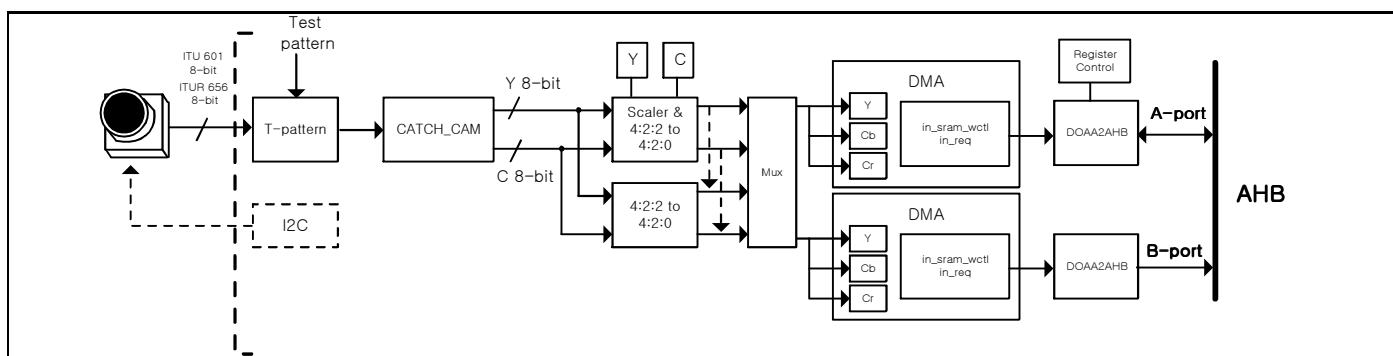 Test
pattern
ITU 601
8-bit
ITUR 656
8-bit
T-pattern
I2C
CATCH_CAM
Y 8-bit
C 8-bit
Y
C
Scaler &
4:2:2 to
4:2:0
4:2:2 to
4:2:0
Mux
DMA
Y
Cb
Cr
in_sram_wctl
in_req
Register
Control
DOAA2AHB
A-port
DMA
Y
Cb
Cr
in_sram_wctl
in_req
DOAA2AHB
B-port
AHB